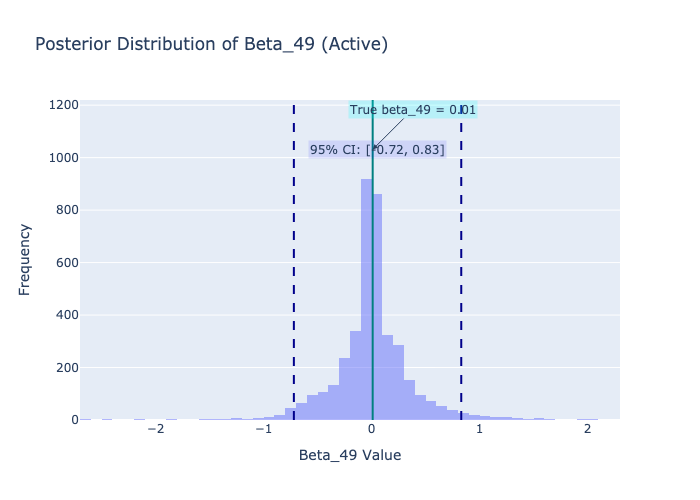 Posterior Distribution of Beta_49 (Active)
True beta_49 = 0.01
95% CI: [-0.72, 0.83]
1200
1000
800
600
400
200
0
Frequency
−2
−1
0
1
2
Beta_49 Value